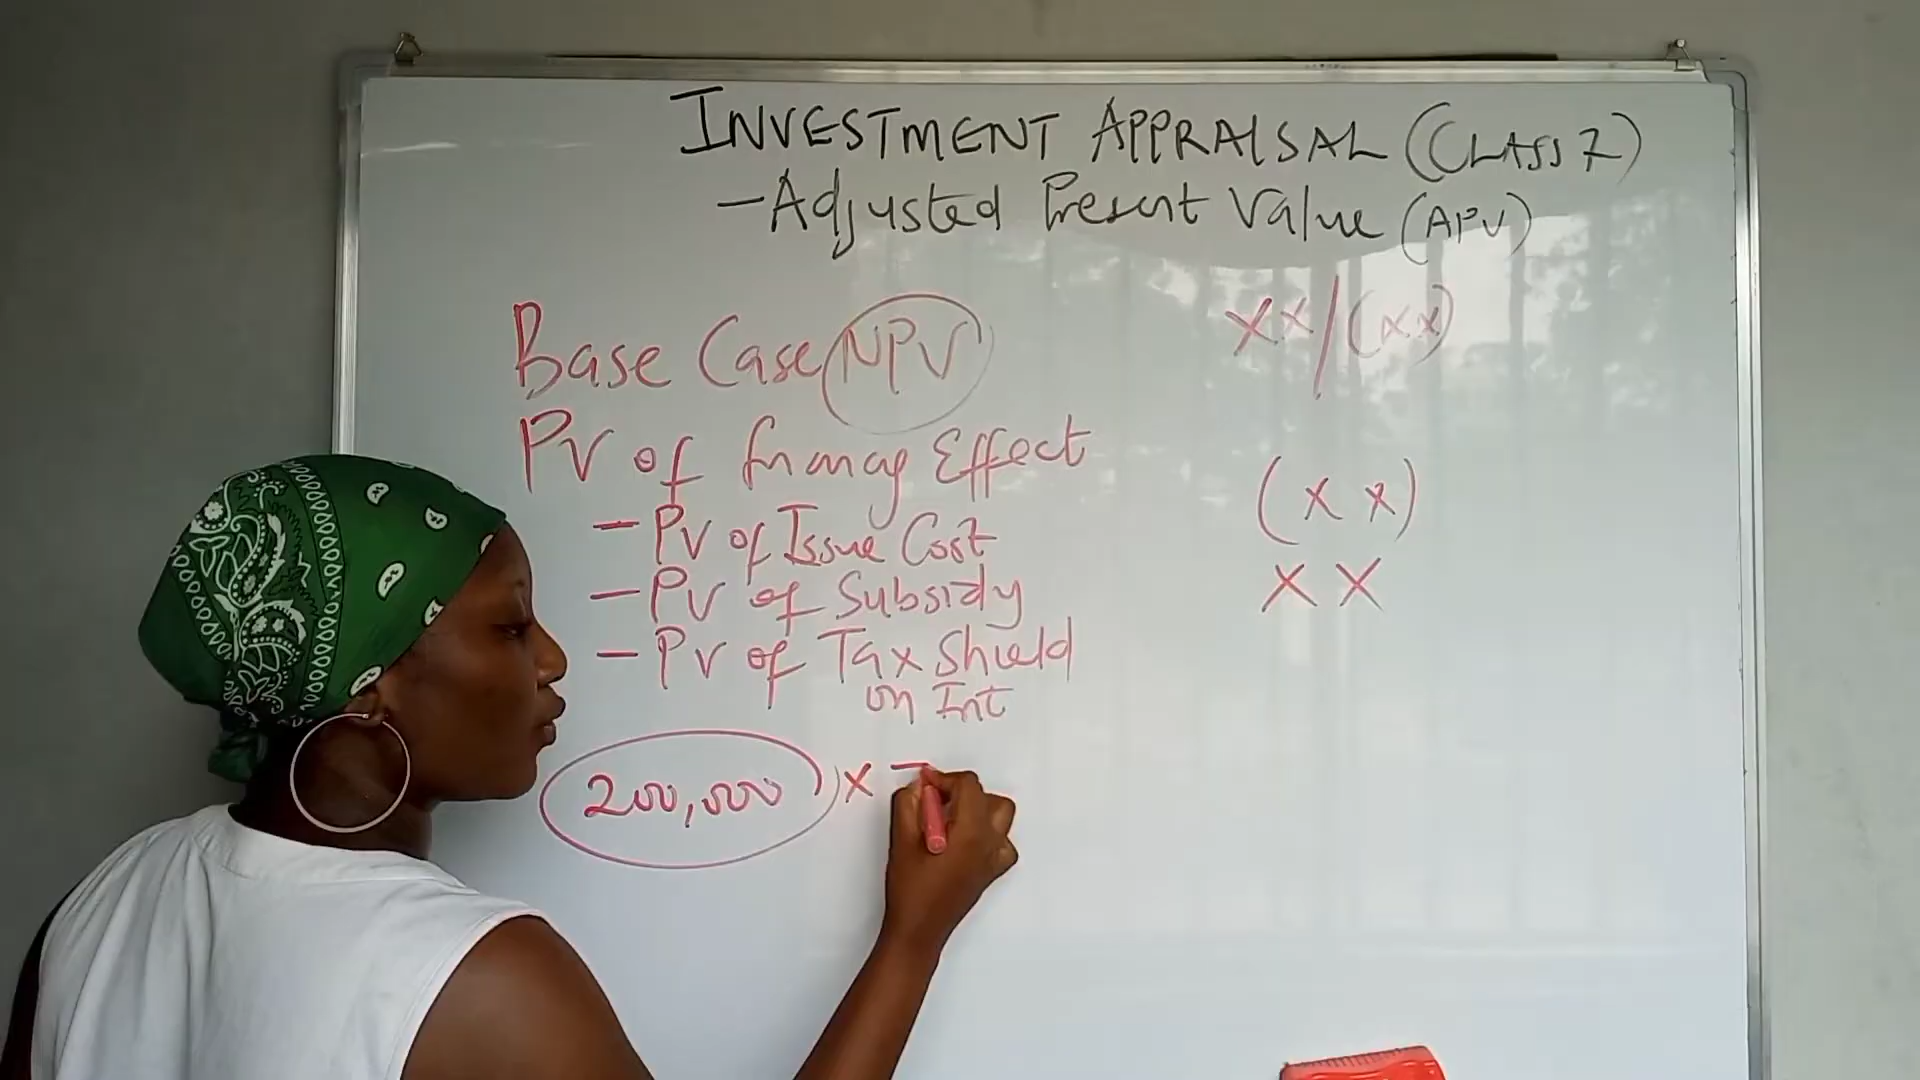 INVESTMENT APPRAISAL (CLASS 7)
- Adjusted Present Value (APV)
Base Case NPV xx/(xx)
PV of Effect
- PV of Issue Cost (xx)
- PV of Subsidy xx
- PV of Tax Shield
on Int
200,000 x